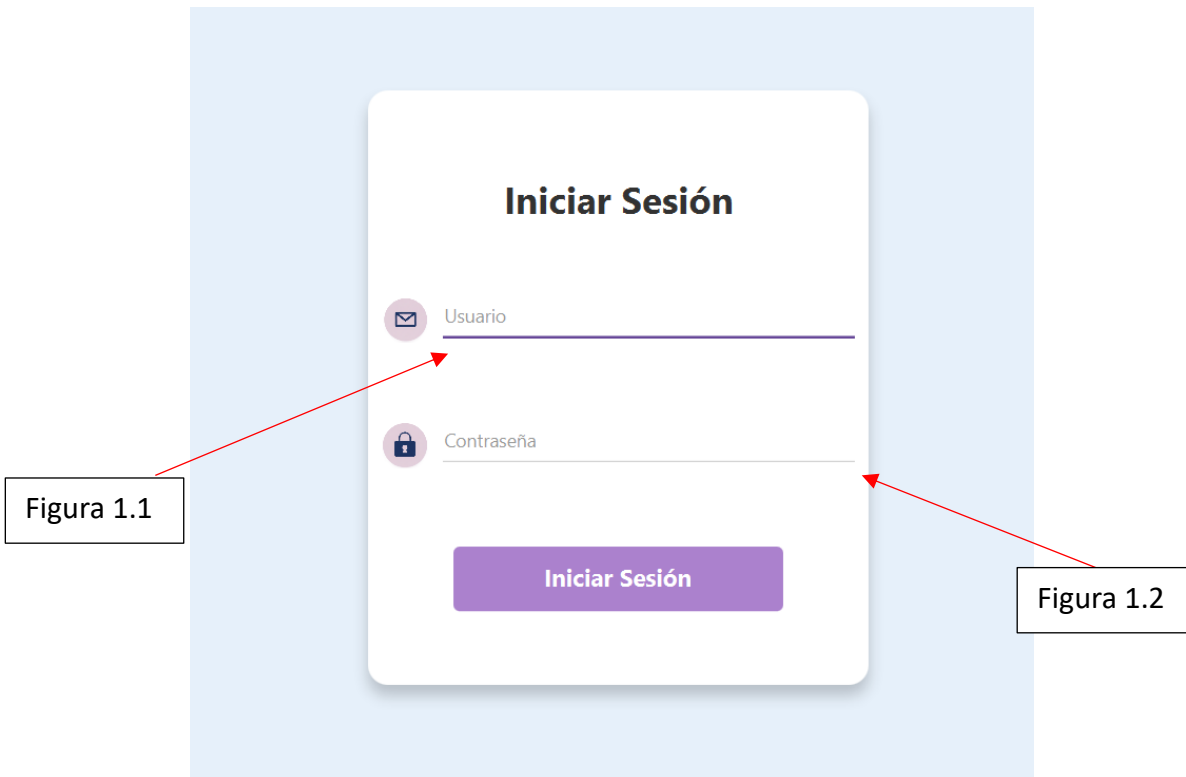 Iniciar Sesión
Usuario
Contraseña
Figura 1.1
Iniciar Sesión
Figura 1.2